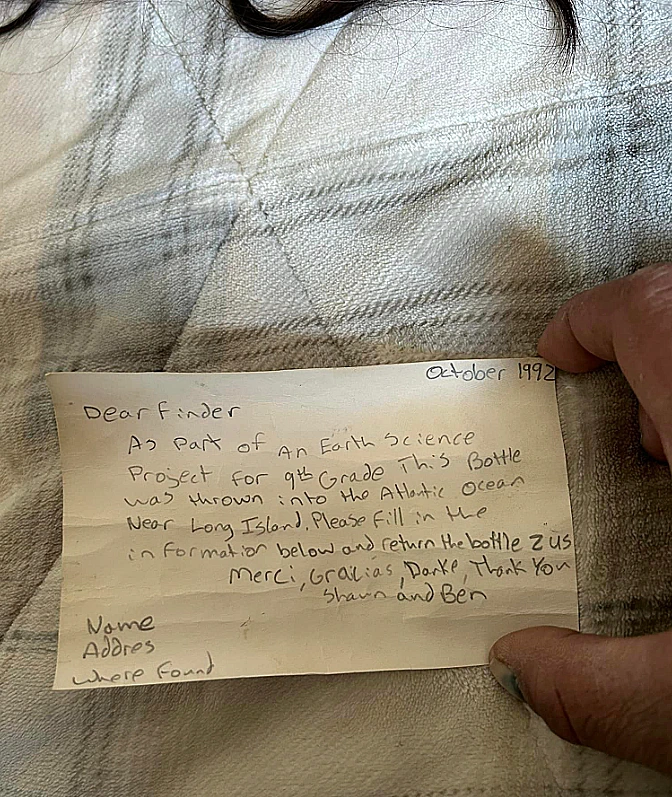 October 1992
Dear Finder
As Part of An Earth Science
Project for 9th Grade This Bottle
was thrown into the Atlantic Ocean
Near Long Island. Please Fill in the
information below and return the bottle 2 us
Merci, Gracias, Danke, Thank You
Shawn and Ben
Name
Addres
Where Found